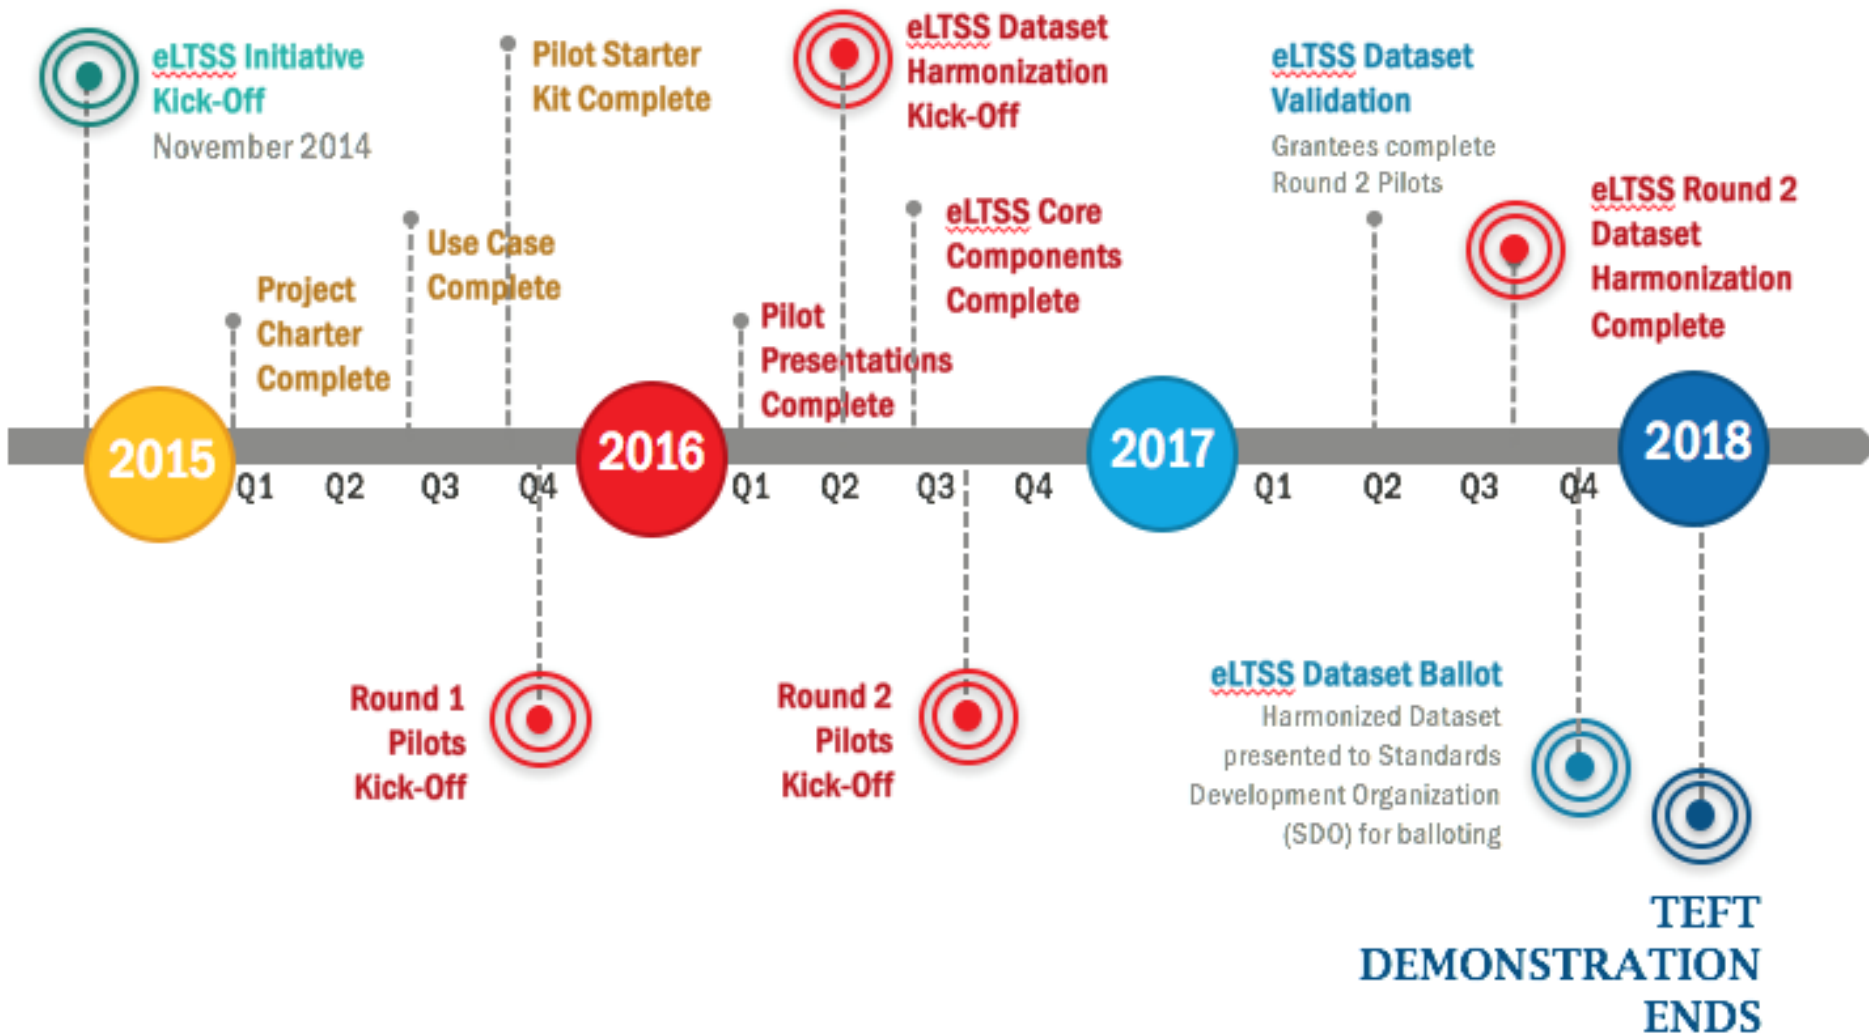 eLTSS Initiative
Kick-Off
November 2014
Pilot Starter
Kit Complete
eLTSS Dataset
Harmonization
Kick-Off
eLTSS Dataset
Validation
Grantees complete
Round 2 Pilots
eLTSS Round 2
Dataset
Harmonization
Complete
Project
Charter
Complete
Use Case
Complete
Pilot
Presentations
Complete
eLTSS Core
Components
Complete
2015
Q1 Q2 Q3 Q4
2016
Q1 Q2 Q3 Q4
2017
Q1 Q2 Q3 Q4
2018
Round 1
Pilots
Kick-Off
Round 2
Pilots
Kick-Off
eLTSS Dataset Ballot
Harmonized Dataset
presented to Standards
Development Organization
(SDO) for balloting
TEFT
DEMONSTRATION
ENDS